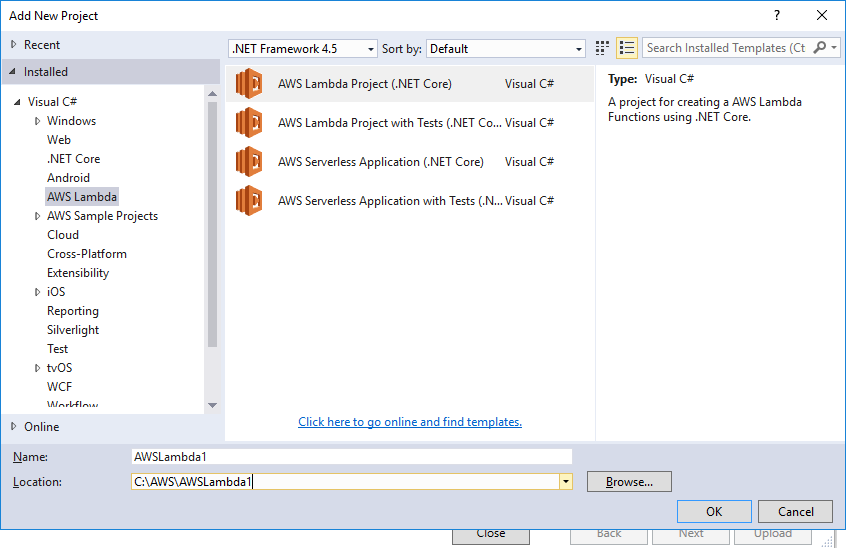 Add New Project
?
Recent
.NET Framework 4.5
Sort by:
Default
Search Installed Templates (Ct
Installed
Visual C#
Windows
Web
.NET Core
Android
AWS Lambda
AWS Sample Projects
Cloud
Cross-Platform
Extensibility
iOS
Reporting
Silverlight
Test
tvOS
WCF
Workflow
Online
AWS Lambda Project (.NET Core) Visual C#
AWS Lambda Project with Tests (.NET Co... Visual C#
AWS Serverless Application (.NET Core) Visual C#
AWS Serverless Application with Tests (.N... Visual C#
Click here to go online and find templates.
Type: Visual C#
A project for creating a AWS Lambda
Functions using .NET Core.
Name: AWSLambda1
Location: C:\AWS\AWSLambda1
Browse...
OK Cancel
Close Back Next Upload